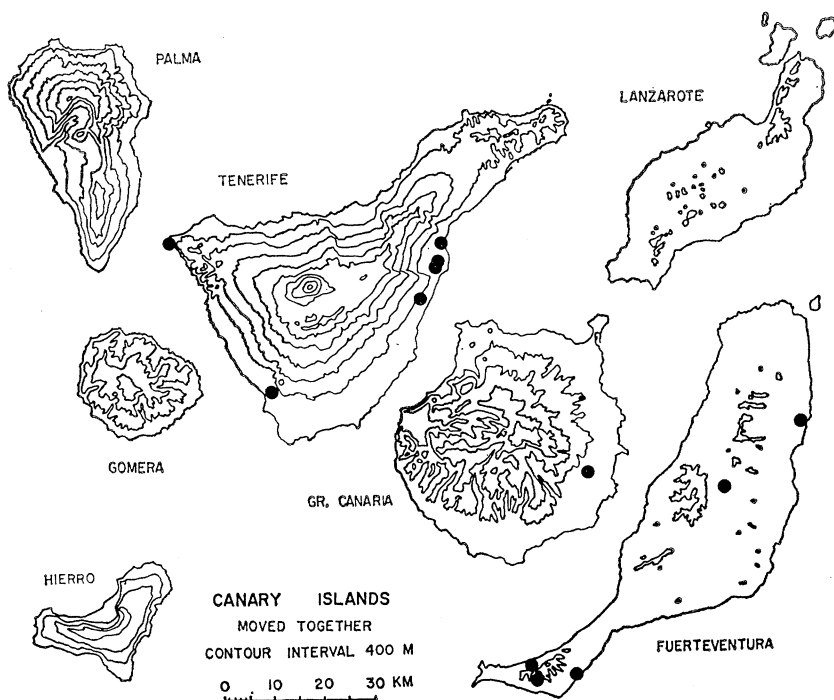 PALMA
LANZAROTE
TENERIFE
GOMERA
GR. CANARIA
HIERRO
CANARY ISLANDS
MOVED TOGETHER
CONTOUR INTERVAL 400 M
0 10 20 30 KM
FUERTEVENTURA